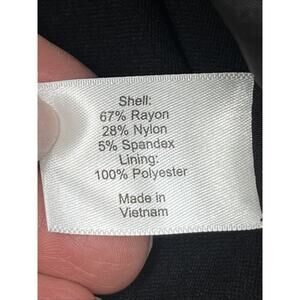 Shell:
67% Rayon
28% Nylon
5% Spandex
Lining:
100% Polyester
Made in
Vietnam